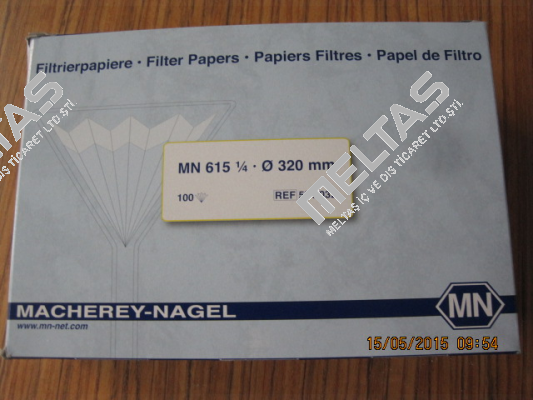 Filtrierpapiere · Filter Papers · Papiers Filtres · Papel de Filtro
MN 615 ¼ · Ø 320 mm
100
REF
MACHEREY-NAGEL
www.mn-net.com
MN
15/05/2015 09:54
MELTAS
MELTAŞ İÇ VE DIŞ TİCARET LTD ŞTİ.
MELTAS
TİCARET LTD ŞTİ.
MELTAS
MELTAŞ İÇ VE DIŞ